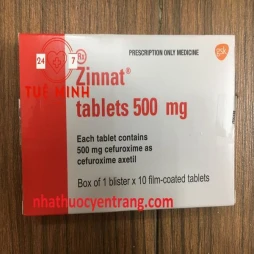 PRESCRIPTION ONLY MEDICINE
gsk
24
7
Rx
Zinnat®
tablets 500 mg
TUỆ MINH
Each tablet contains
500 mg cefuroxime as
cefuroxime axetil
Box of 1 blister x 10 film-coated tablets
nhathuocyentrang.com